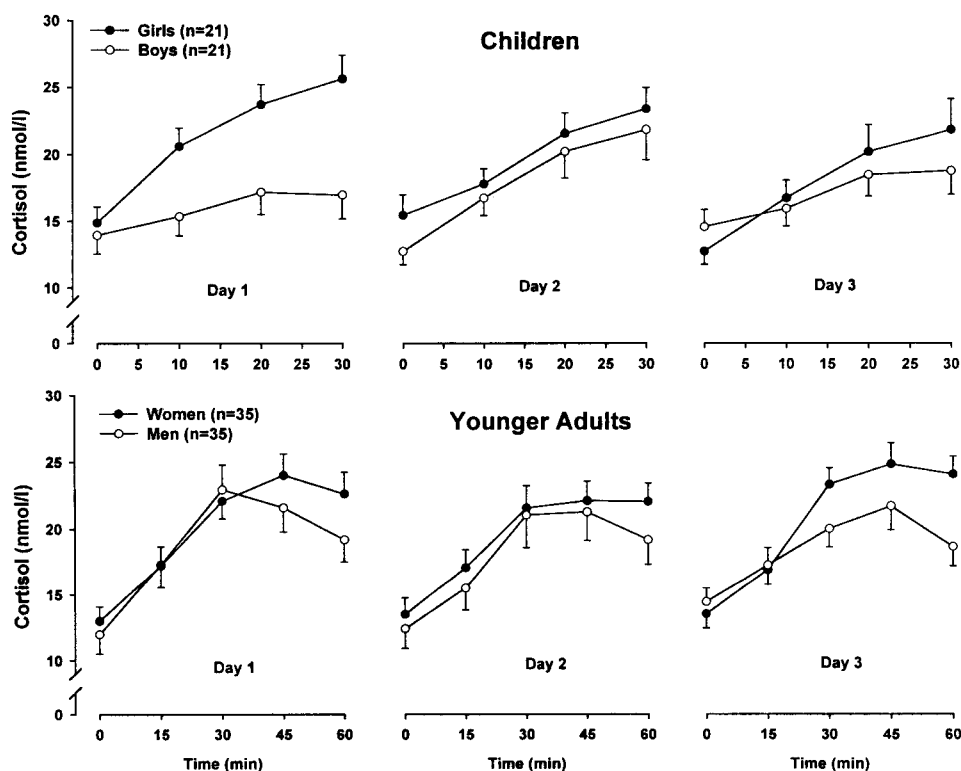 30
Girls (n=21)
Boys (n=21)
Children
25
20
15
10
0
Cortisol (nmol/l)
Day 1
Day 2
Day 3
0 5 10 15 20 25 30
0 5 10 15 20 25 30
0 5 10 15 20 25 30
30
Women (n=35)
Men (n=35)
Younger Adults
25
20
15
10
0
Cortisol (nmol/l)
Day 1
Day 2
Day 3
0 15 30 45 60
0 15 30 45 60
0 15 30 45 60
Time (min)
Time (min)
Time (min)